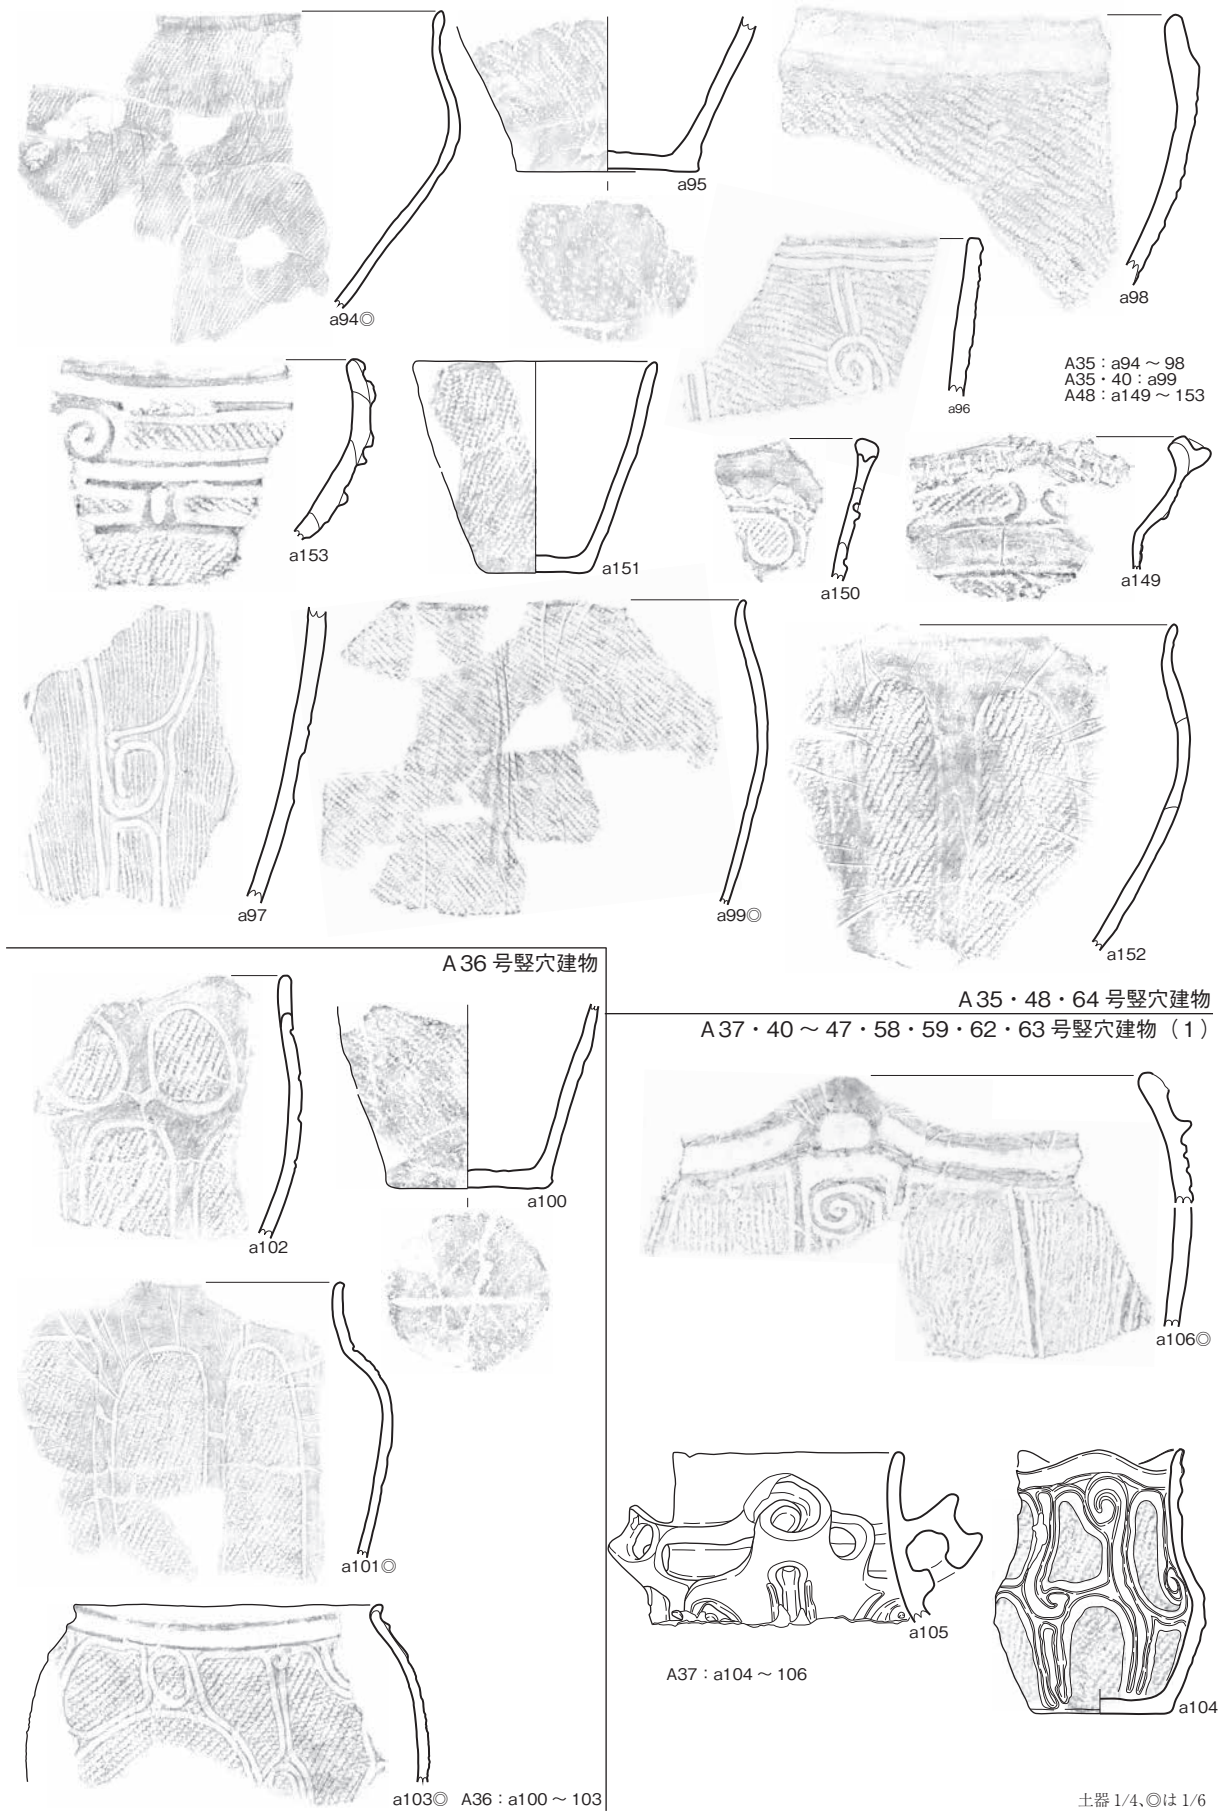 a94◎
a95
a98
a96
A35：a94～98
A35・40：a99
A48：a149～153
a153
a151
a150
a149
a97
a99◎
a152
A36号竪穴建物
A35・48・64号竪穴建物
A37・40～47・58・59・62・63号竪穴建物（1）
a102
a100
a106◎
a101◎
a105
A37：a104～106
a104
a103◎ A36：a100～103
土器1/4、◎は1/6